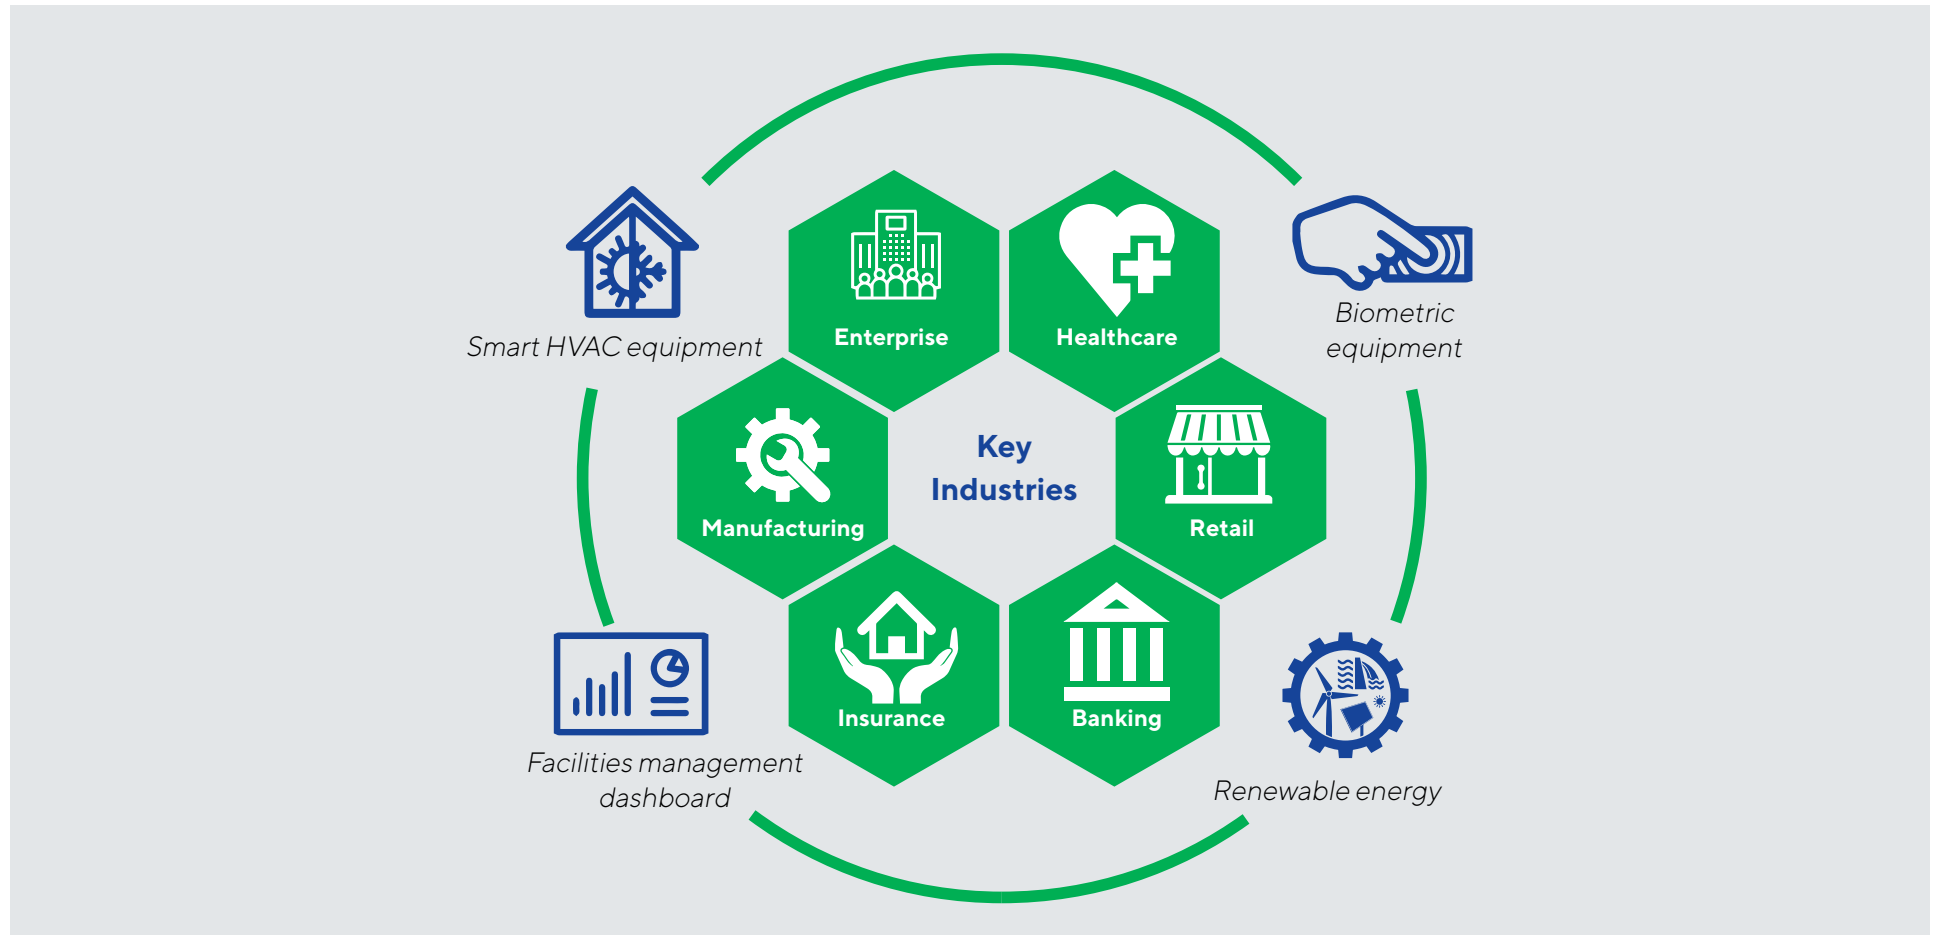 Enterprise
Healthcare
Smart HVAC equipment
Biometric
equipment
Key
Industries
Manufacturing
Retail
Insurance
Banking
Facilities management
dashboard
Renewable energy